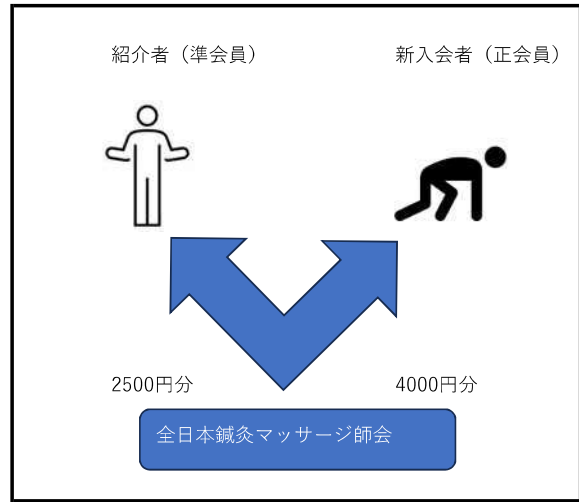 紹介者（準会員）
新入会者（正会員）
2500円分
4000円分
全日本鍼灸マッサージ師会